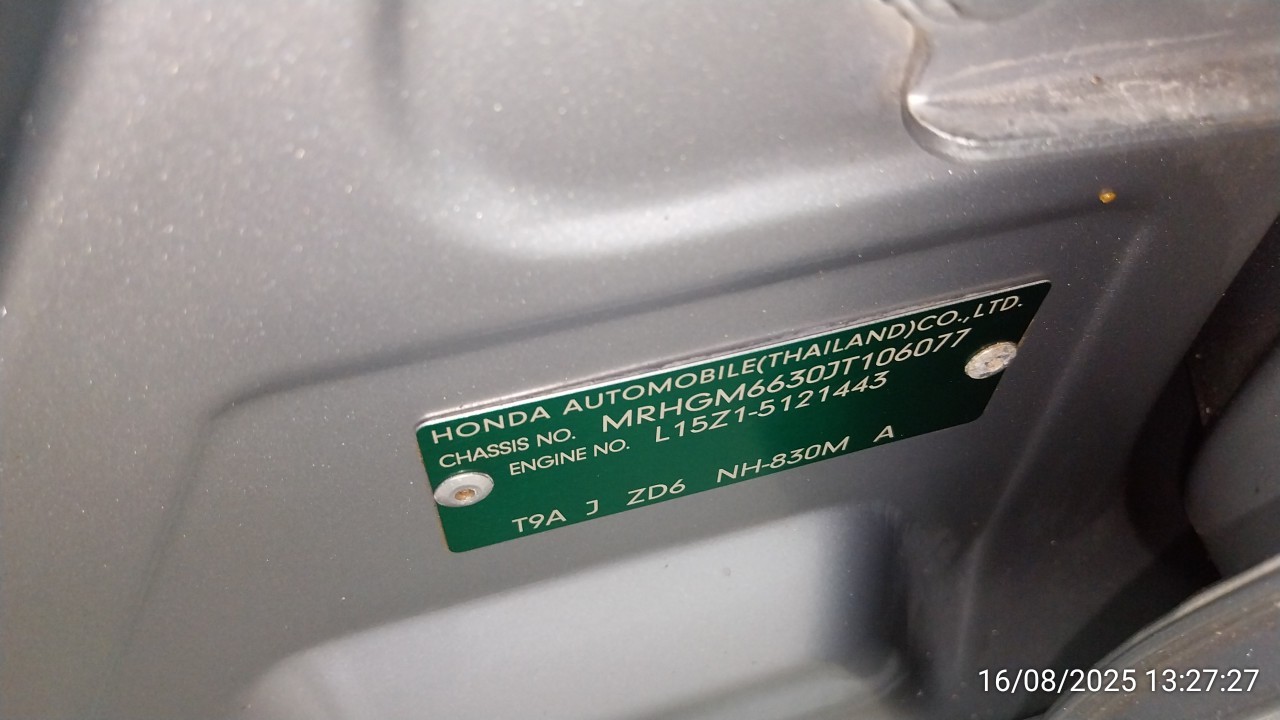 HONDA AUTOMOBILE(THAILAND)CO.,LTD.
CHASSIS NO. MRHGM6630JT106077
ENGINE NO. L15Z1-5121443
T9A J ZD6 NH-830M A
16/08/2025 13:27:27